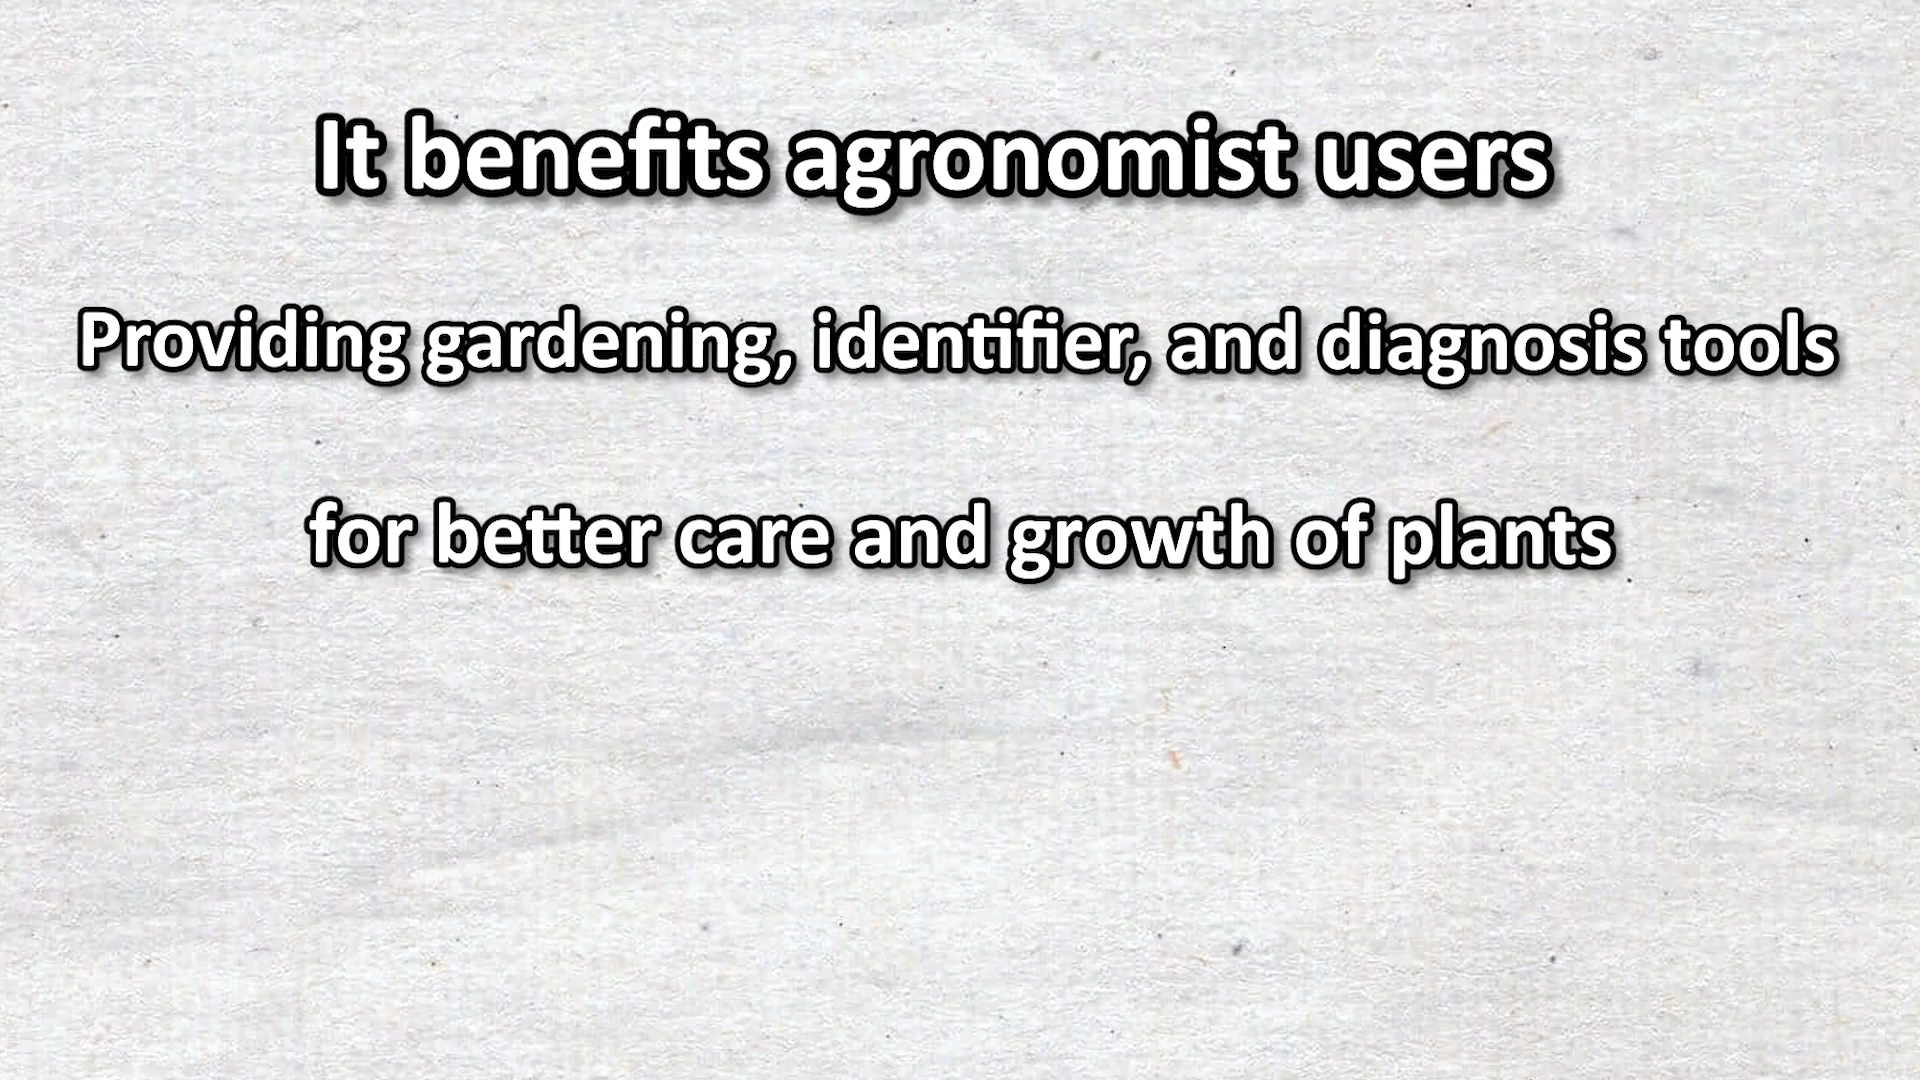 It benefits agronomist users
Providing gardening, identifier, and diagnosis tools
for better care and growth of plants